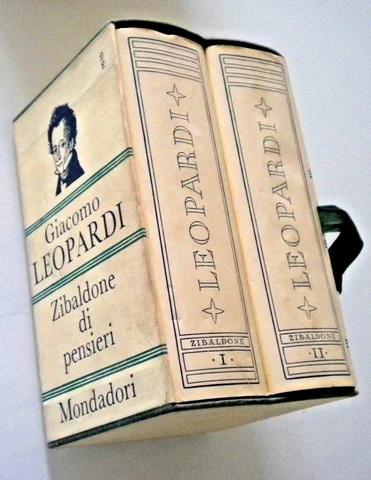 Giacomo
LEOPARDI
Zibaldone
di
pensieri
Mondadori
LEOPARDI
ZIBALDONE
·I·
LEOPARDI
ZIBALDONE
·II·